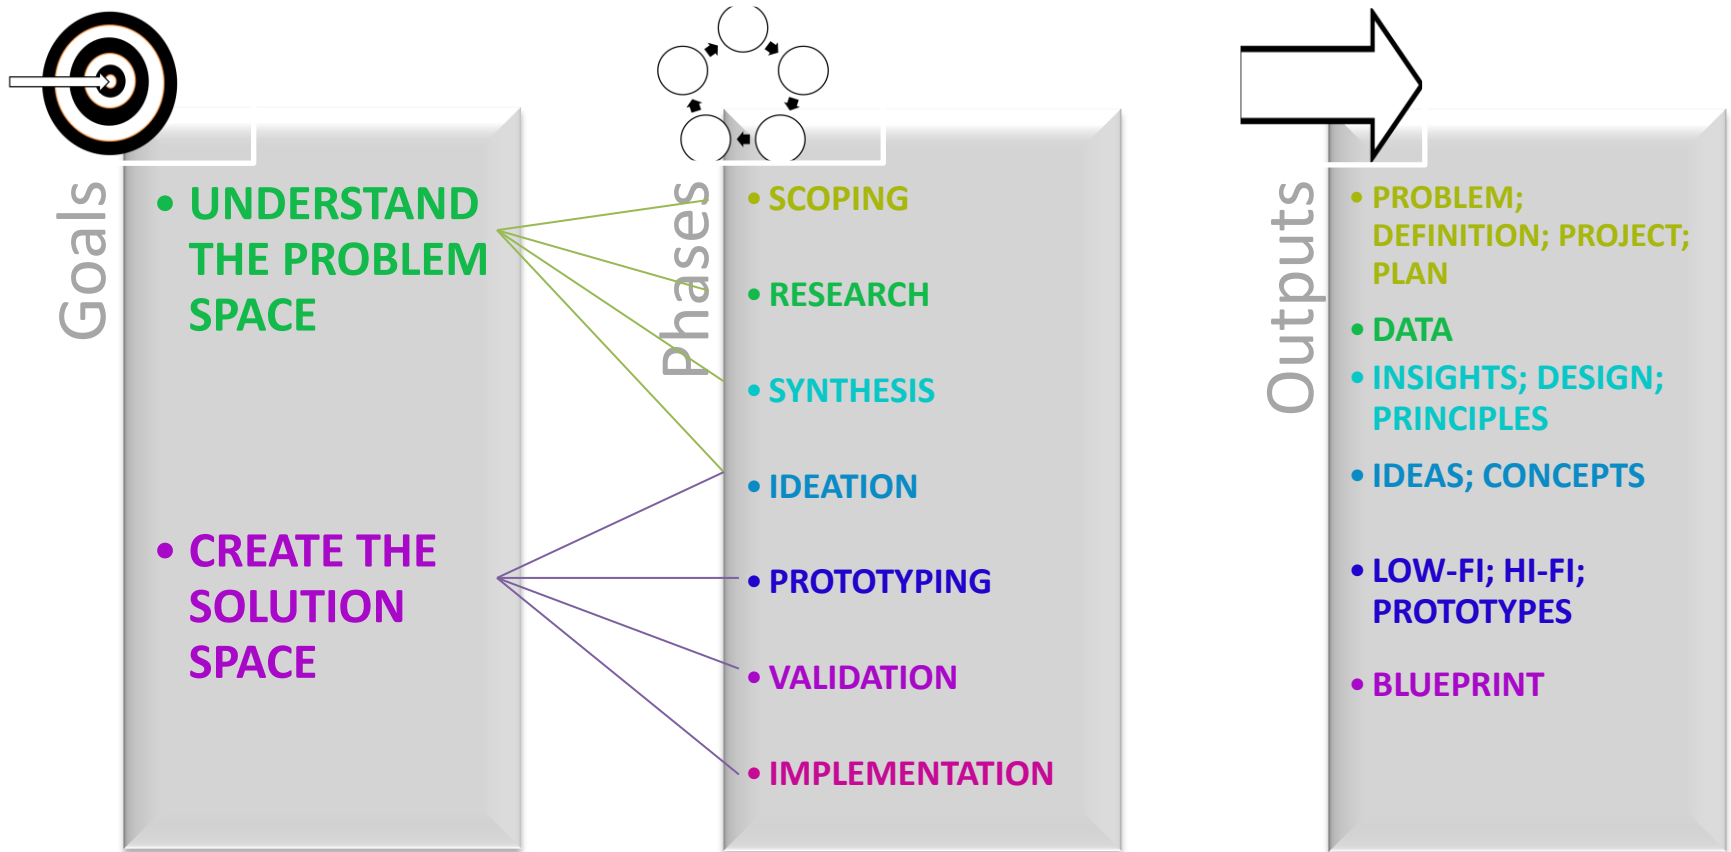 Goals
• UNDERSTAND
THE PROBLEM
SPACE
• CREATE THE
SOLUTION
SPACE
Phases
• SCOPING
• RESEARCH
• SYNTHESIS
• IDEATION
• PROTOTYPING
• VALIDATION
• IMPLEMENTATION
Outputs
• PROBLEM;
DEFINITION; PROJECT;
PLAN
• DATA
• INSIGHTS; DESIGN;
PRINCIPLES
• IDEAS; CONCEPTS
• LOW-FI; HI-FI;
PROTOTYPES
• BLUEPRINT